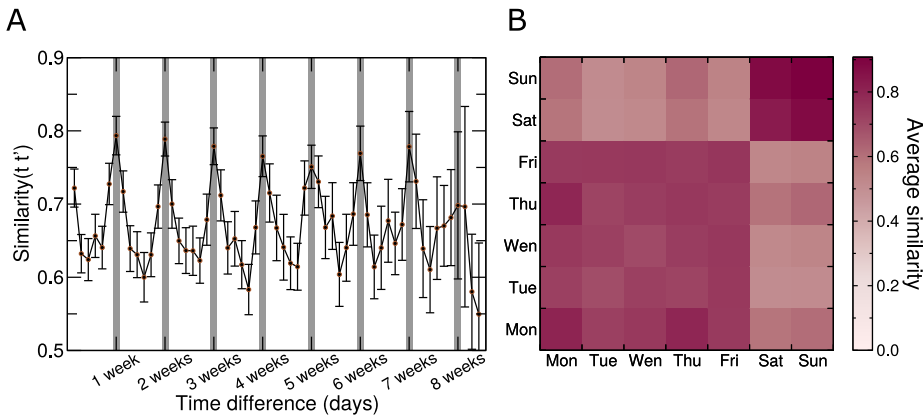 A
0.9
0.8
0.7
0.6
0.5
Similarity(t t')
1 week
2 weeks
3 weeks
4 weeks
5 weeks
6 weeks
7 weeks
8 weeks
Time difference (days)
B
Sun
Sat
Fri
Thu
Wen
Tue
Mon
Mon Tue Wen Thu Fri Sat Sun
0.8
0.6
0.4
0.2
0.0
Average similarity